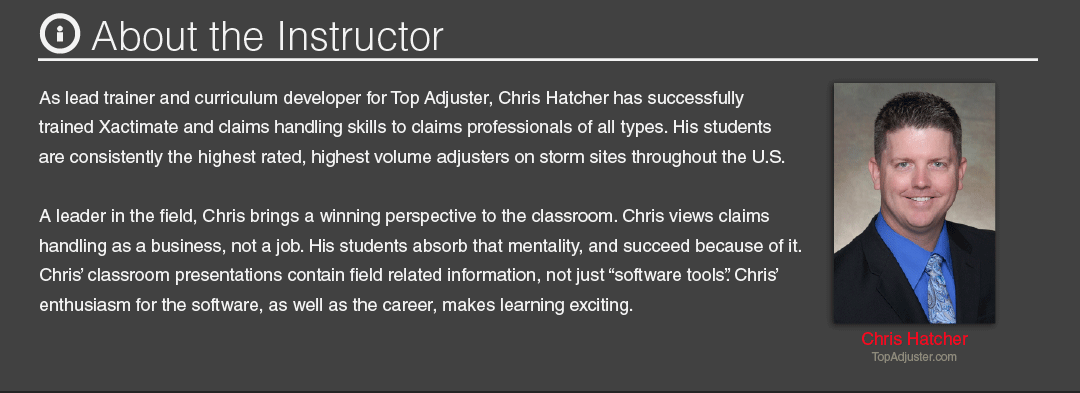 About the Instructor
As lead trainer and curriculum developer for Top Adjuster, Chris Hatcher has successfully
trained Xactimate and claims handling skills to claims professionals of all types. His students
are consistently the highest rated, highest volume adjusters on storm sites throughout the U.S.
A leader in the field, Chris brings a winning perspective to the classroom. Chris views claims
handling as a business, not a job. His students absorb that mentality, and succeed because of it.
Chris’ classroom presentations contain field related information, not just “software tools”. Chris’
enthusiasm for the software, as well as the career, makes learning exciting.
Chris Hatcher
TopAdjuster.com